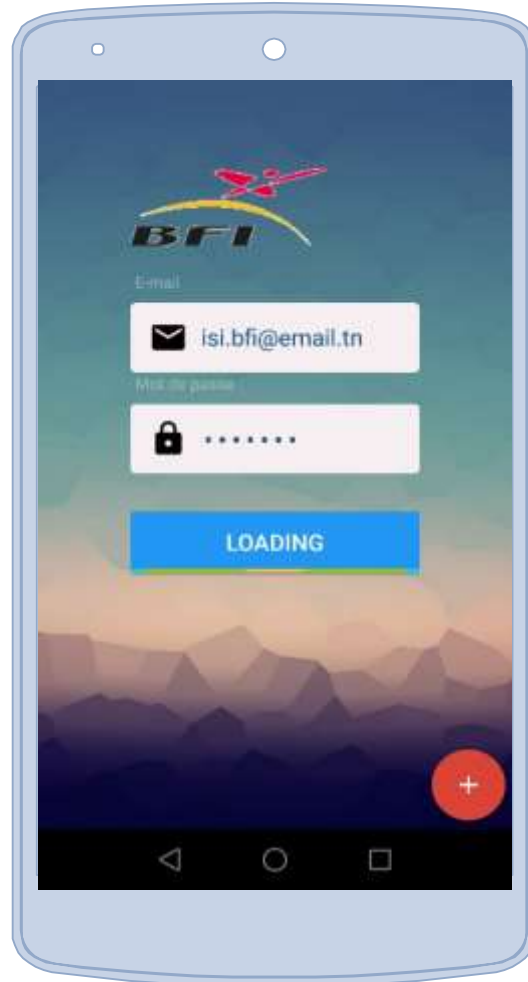 BFI
E-mail
isi.bfi@email.tn
Mot de passe
•••••••
LOADING
+